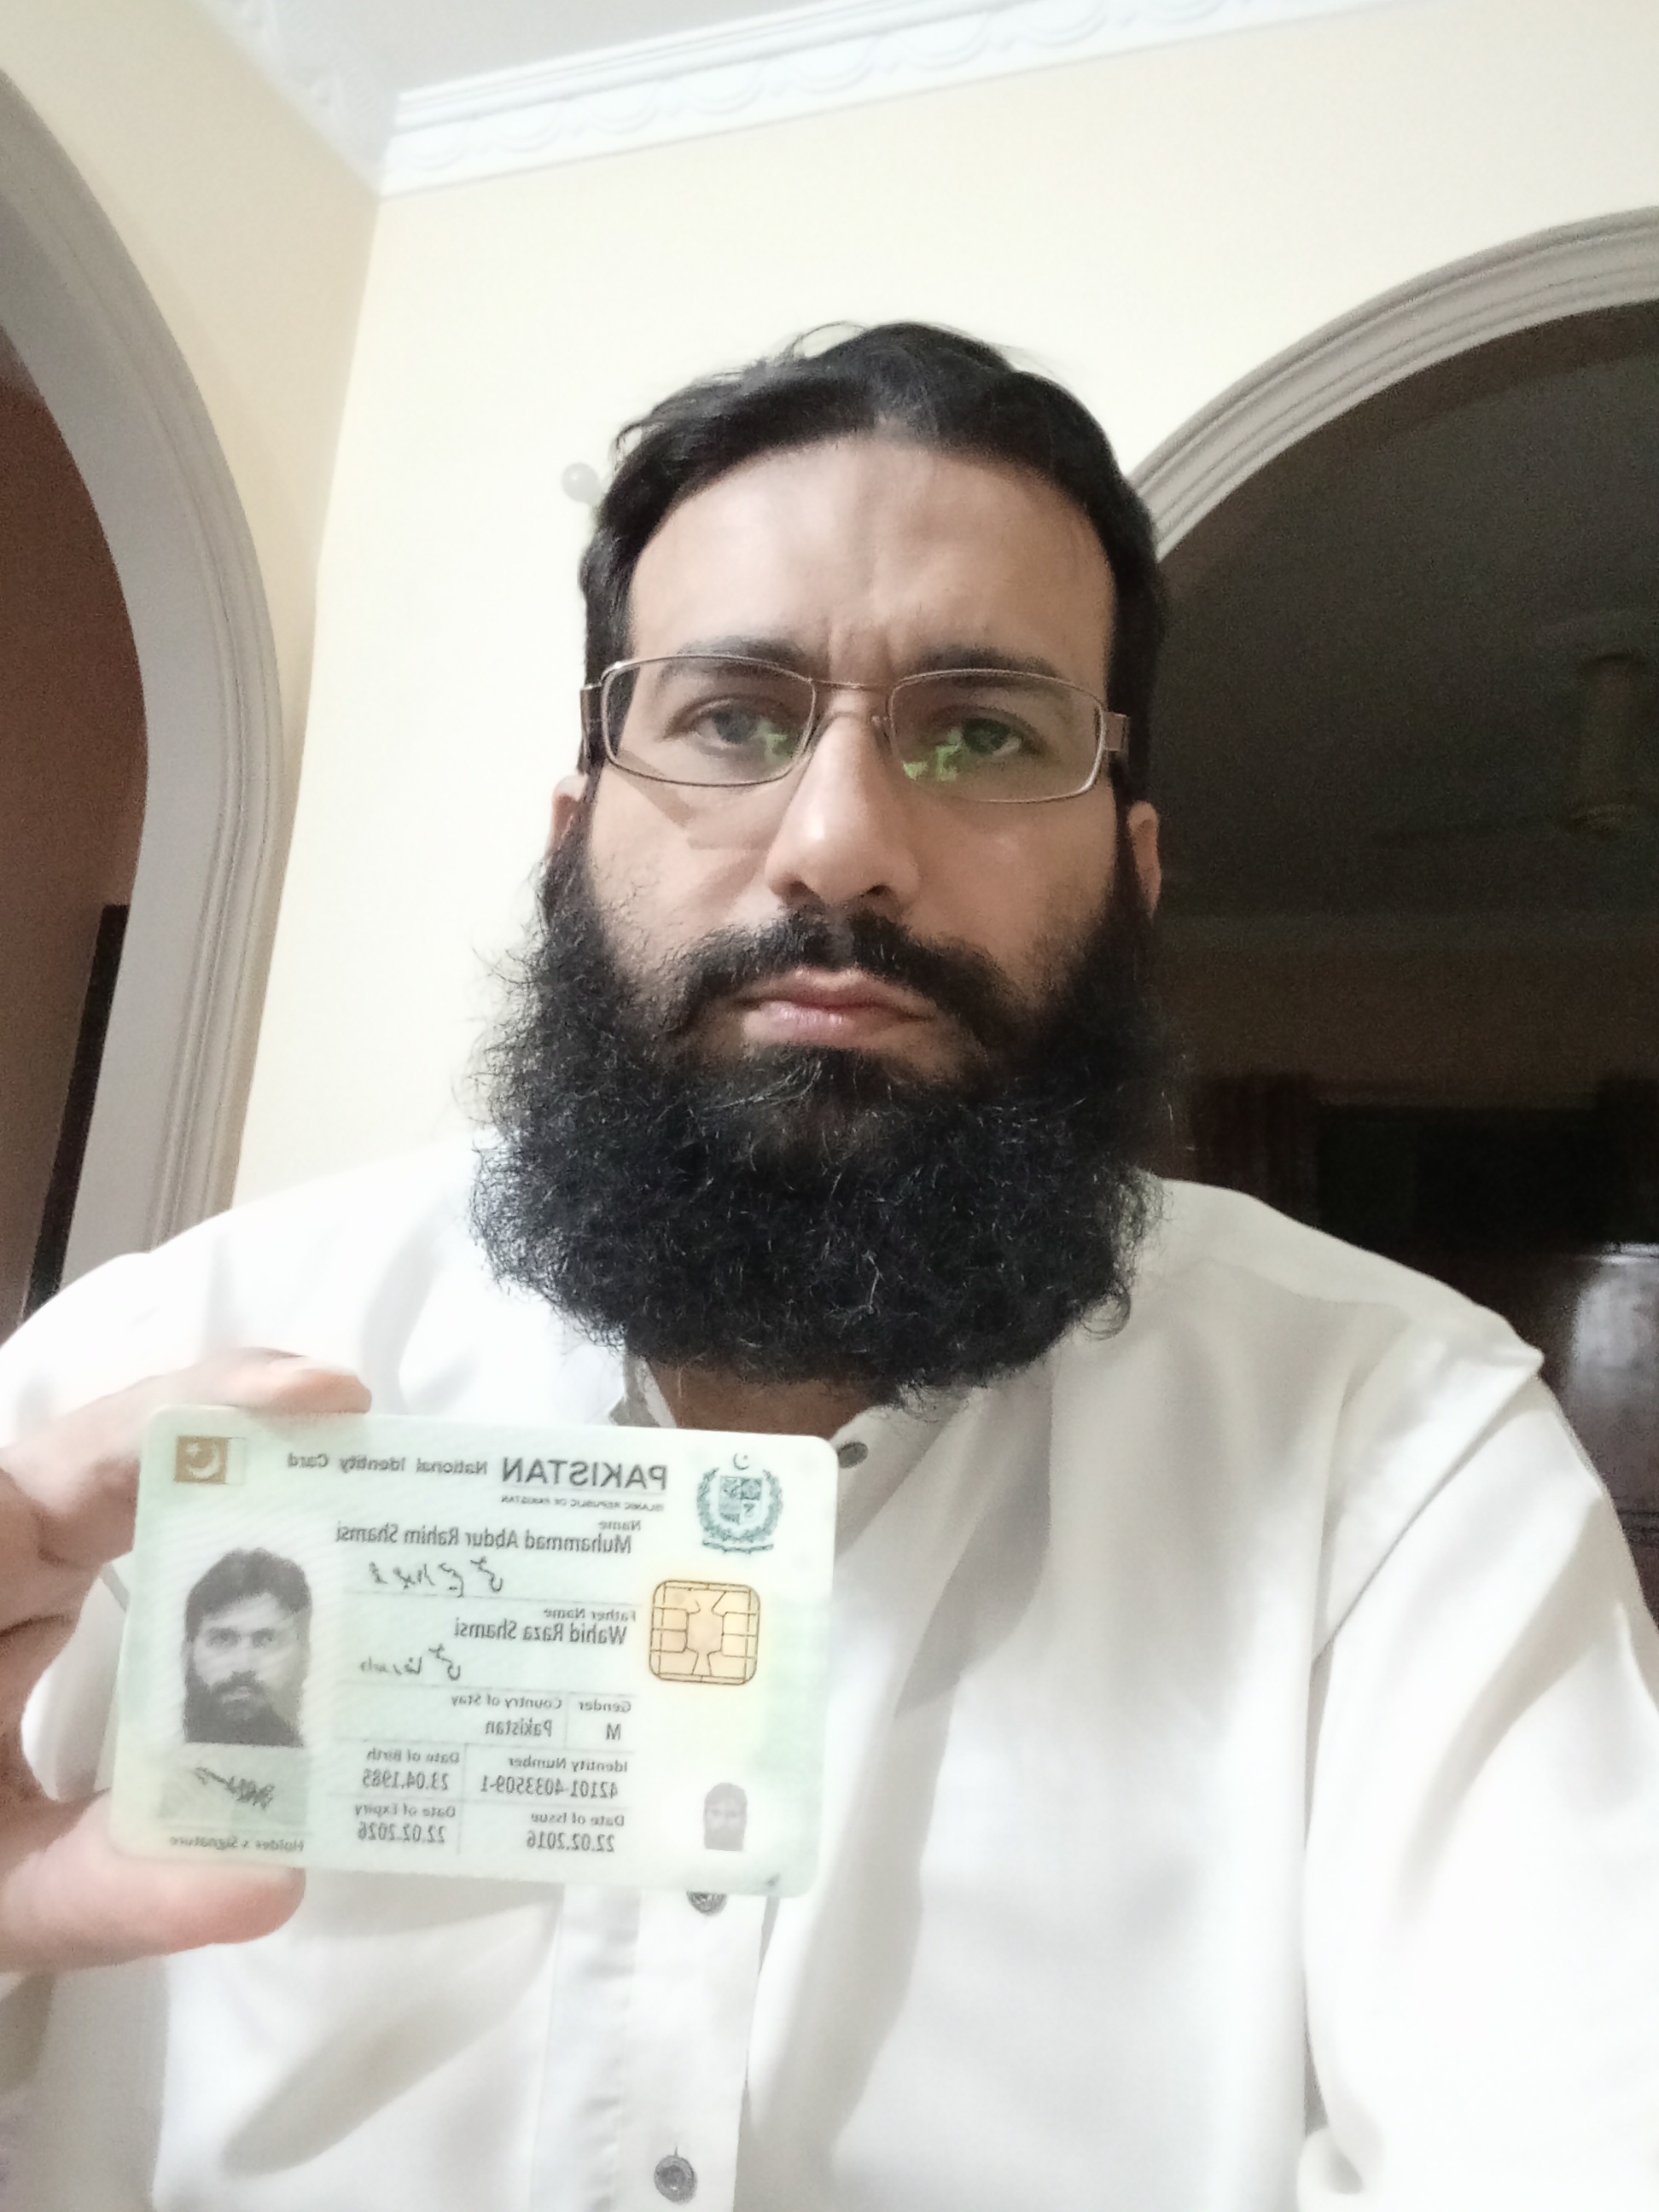 PAKISTAN National Identity Card
ISLAMIC REPUBLIC OF PAKISTAN
Name
Muhammad Abdur Rahim Shamsi
Father Name
Wahid Raza Shamsi
Gender Country of Stay
M Pakistan
Identity Number Date of Birth
42101-4033509-1 23.04.1985
Date of Issue Date of Expiry
22.02.2016 22.02.2026
Holder's Signature